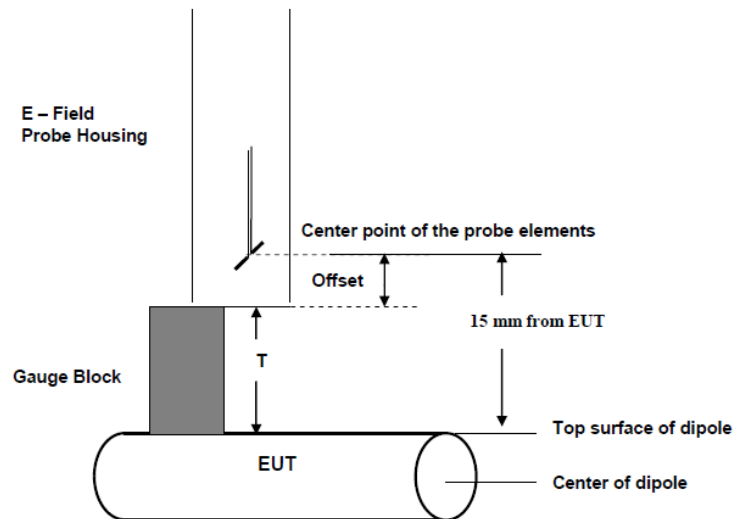 E – Field
Probe Housing
Center point of the probe elements
Offset
15 mm from EUT
T
Gauge Block
Top surface of dipole
EUT
Center of dipole